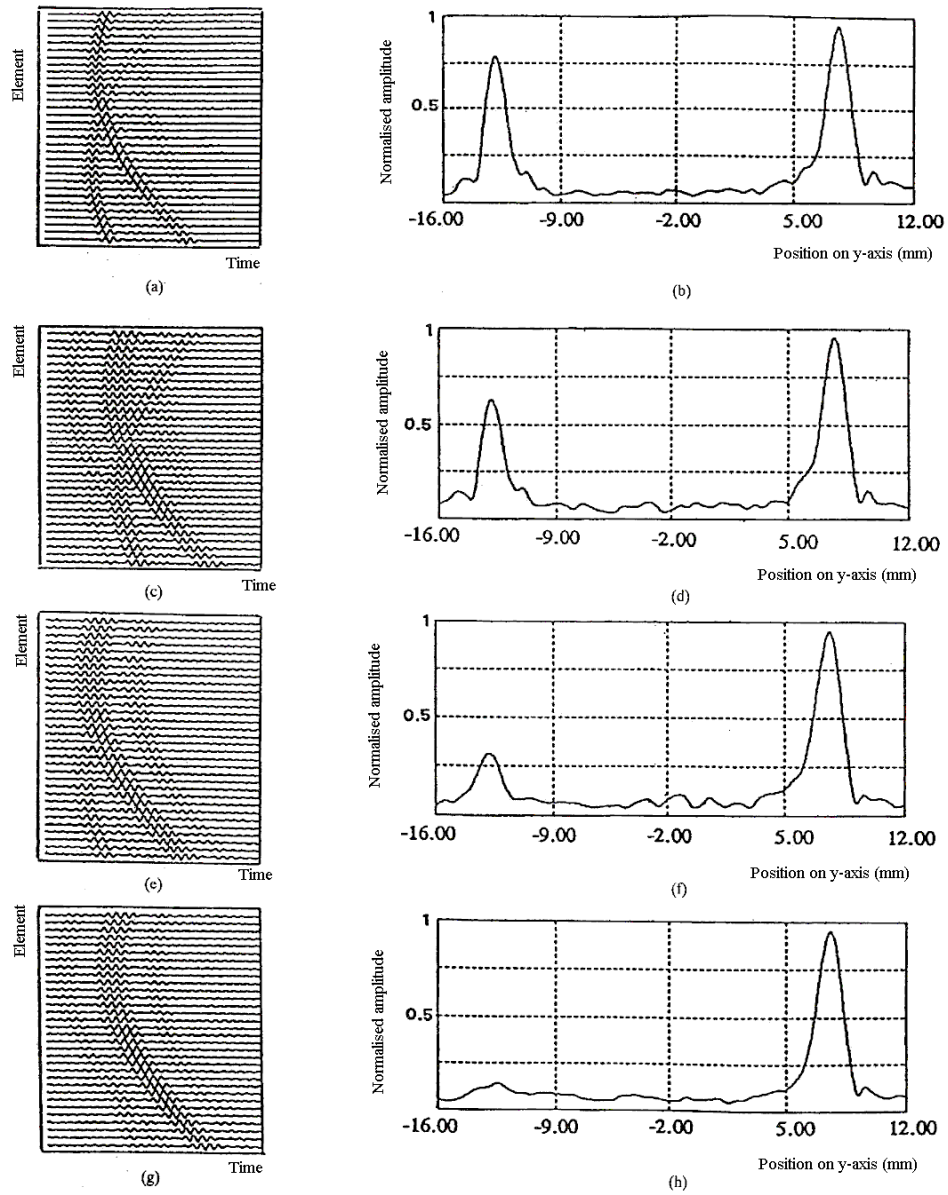 Element
Time
(a)
Normalised amplitude
1
0.5
-16.00 -9.00 -2.00 5.00 12.00
Position on y-axis (mm)
(b)
Element
Time
(c)
Normalised amplitude
1
0.5
-16.00 -9.00 -2.00 5.00 12.00
Position on y-axis (mm)
(d)
Element
Time
(e)
Normalised amplitude
1
0.5
-16.00 -9.00 -2.00 5.00 12.00
Position on y-axis (mm)
(f)
Element
Time
(g)
Normalised amplitude
1
0.5
-16.00 -9.00 -2.00 5.00 12.00
Position on y-axis (mm)
(h)